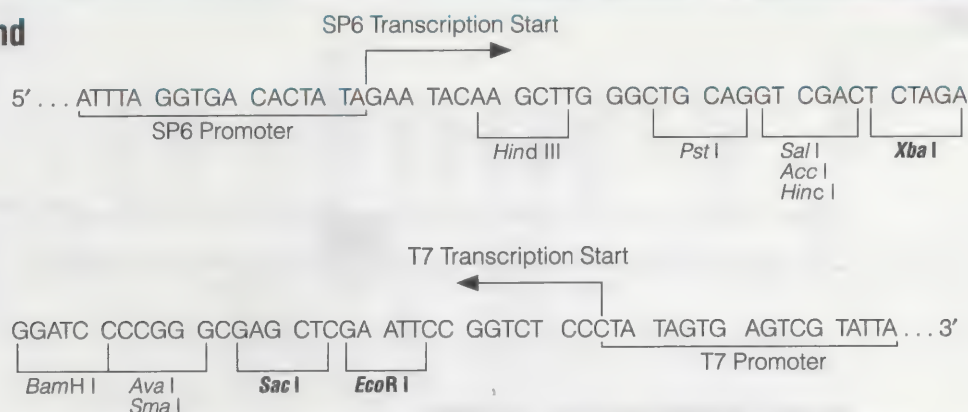 nd
SP6 Transcription Start
5′ . . . ATTTA GGTGA CACTA TAGAA TACAA GCTTG GGCTG CAGGT CGACT CTAGA
SP6 Promoter
Hind III
Pst I
Sal I
Xba I
Acc I
Hinc I
T7 Transcription Start
GGATC CCCGG GCGAG CTCGA ATTCC GGTCT CCCTA TAGTG AGTCG TATTA . . . 3′
T7 Promoter
BamH I
Ava I
Sac I
EcoR I
Sma I